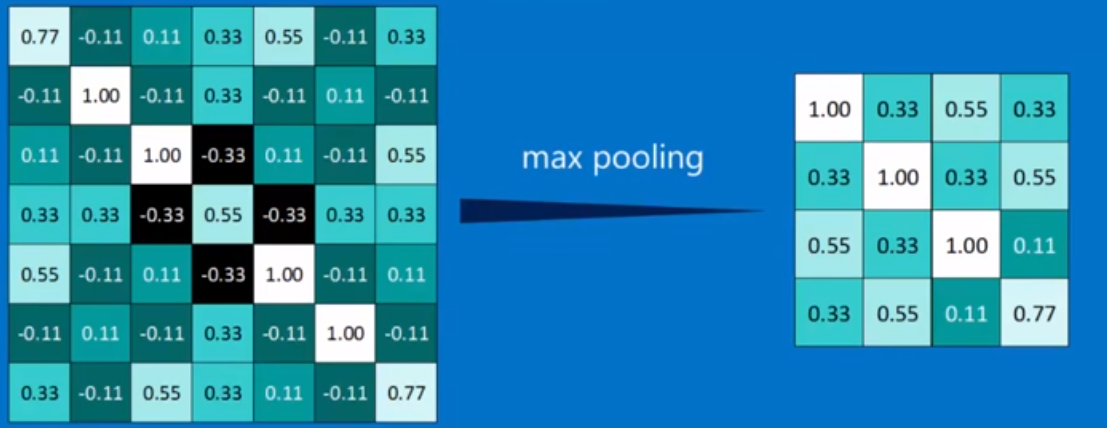 0.77 -0.11 0.11 0.33 0.55 -0.11 0.33
-0.11 1.00 -0.11 0.33 -0.11 0.11 -0.11
0.11 -0.11 1.00 -0.33 0.11 -0.11 0.55
0.33 0.33 -0.33 0.55 -0.33 0.33 0.33
0.55 -0.11 0.11 -0.33 1.00 -0.11 0.11
-0.11 0.11 -0.11 0.33 -0.11 1.00 -0.11
0.33 -0.11 0.55 0.33 0.11 -0.11 0.77
max pooling
1.00 0.33 0.55 0.33
0.33 1.00 0.33 0.55
0.55 0.33 1.00 0.11
0.33 0.55 0.11 0.77